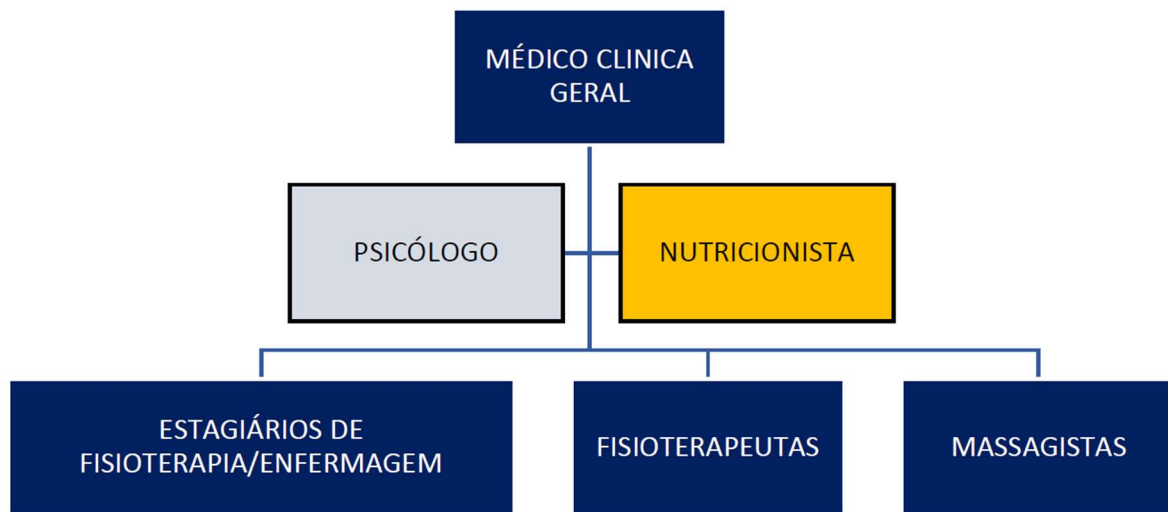 MÉDICO CLINICA
GERAL
PSICÓLOGO
NUTRICIONISTA
ESTAGIÁRIOS DE
FISIOTERAPIA/ENFERMAGEM
FISIOTERAPEUTAS
MASSAGISTAS